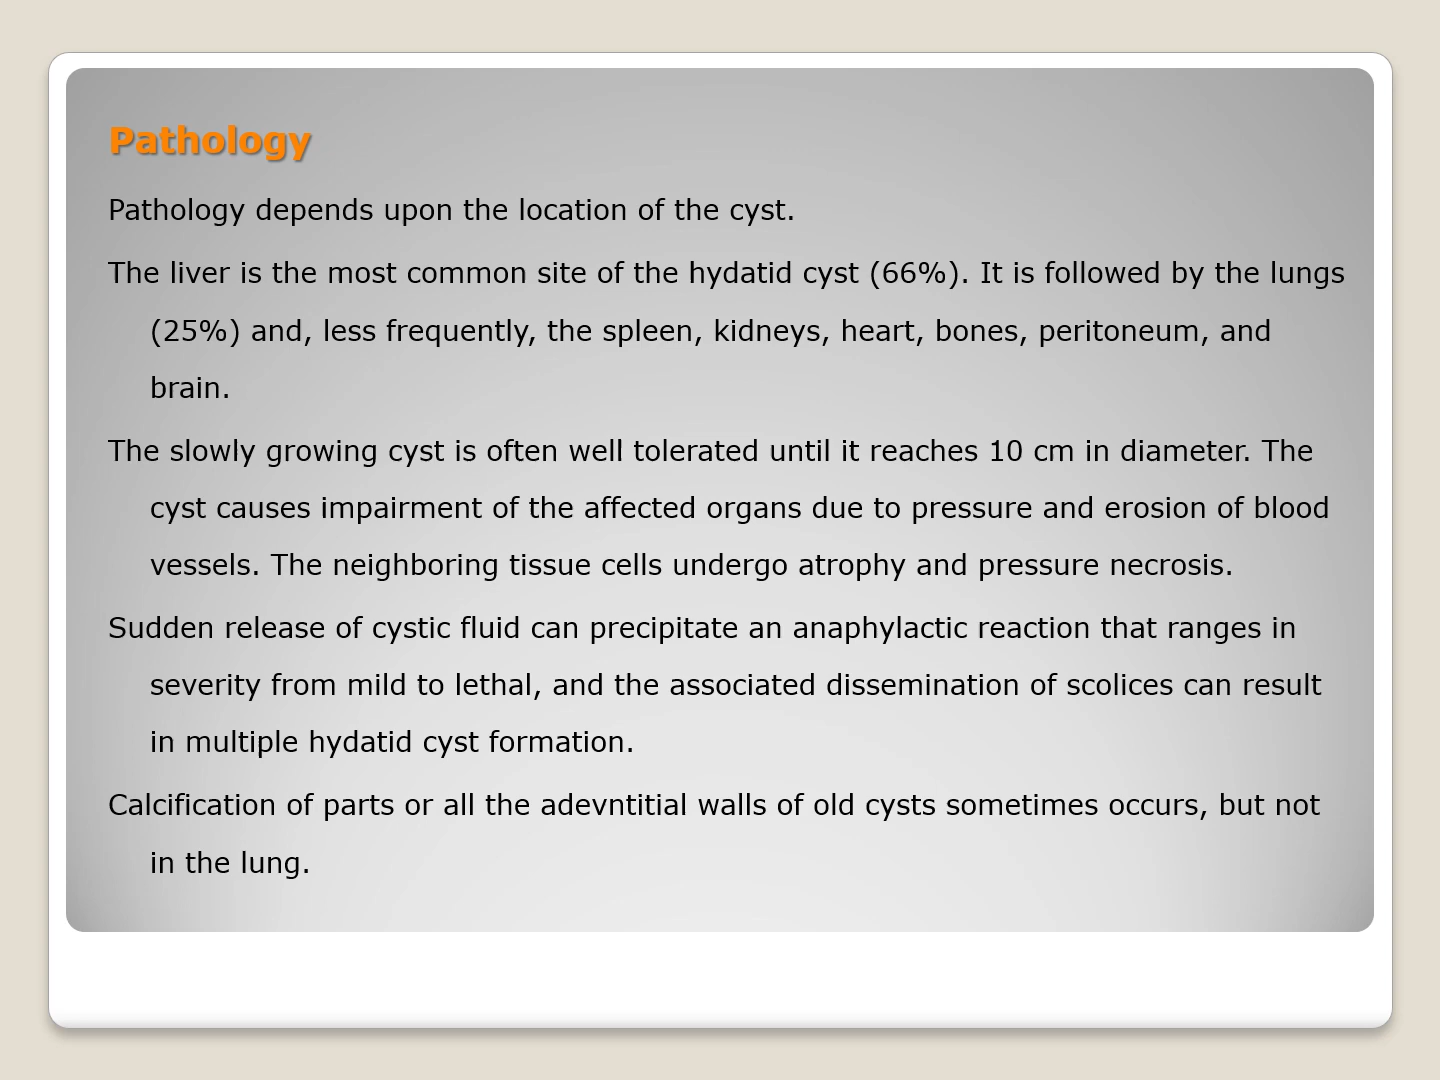 Pathology
Pathology depends upon the location of the cyst.
The liver is the most common site of the hydatid cyst (66%). It is followed by the lungs
(25%) and, less frequently, the spleen, kidneys, heart, bones, peritoneum, and
brain.
The slowly growing cyst is often well tolerated until it reaches 10 cm in diameter. The
cyst causes impairment of the affected organs due to pressure and erosion of blood
vessels. The neighboring tissue cells undergo atrophy and pressure necrosis.
Sudden release of cystic fluid can precipitate an anaphylactic reaction that ranges in
severity from mild to lethal, and the associated dissemination of scolices can result
in multiple hydatid cyst formation.
Calcification of parts or all the adevntitial walls of old cysts sometimes occurs, but not
in the lung.